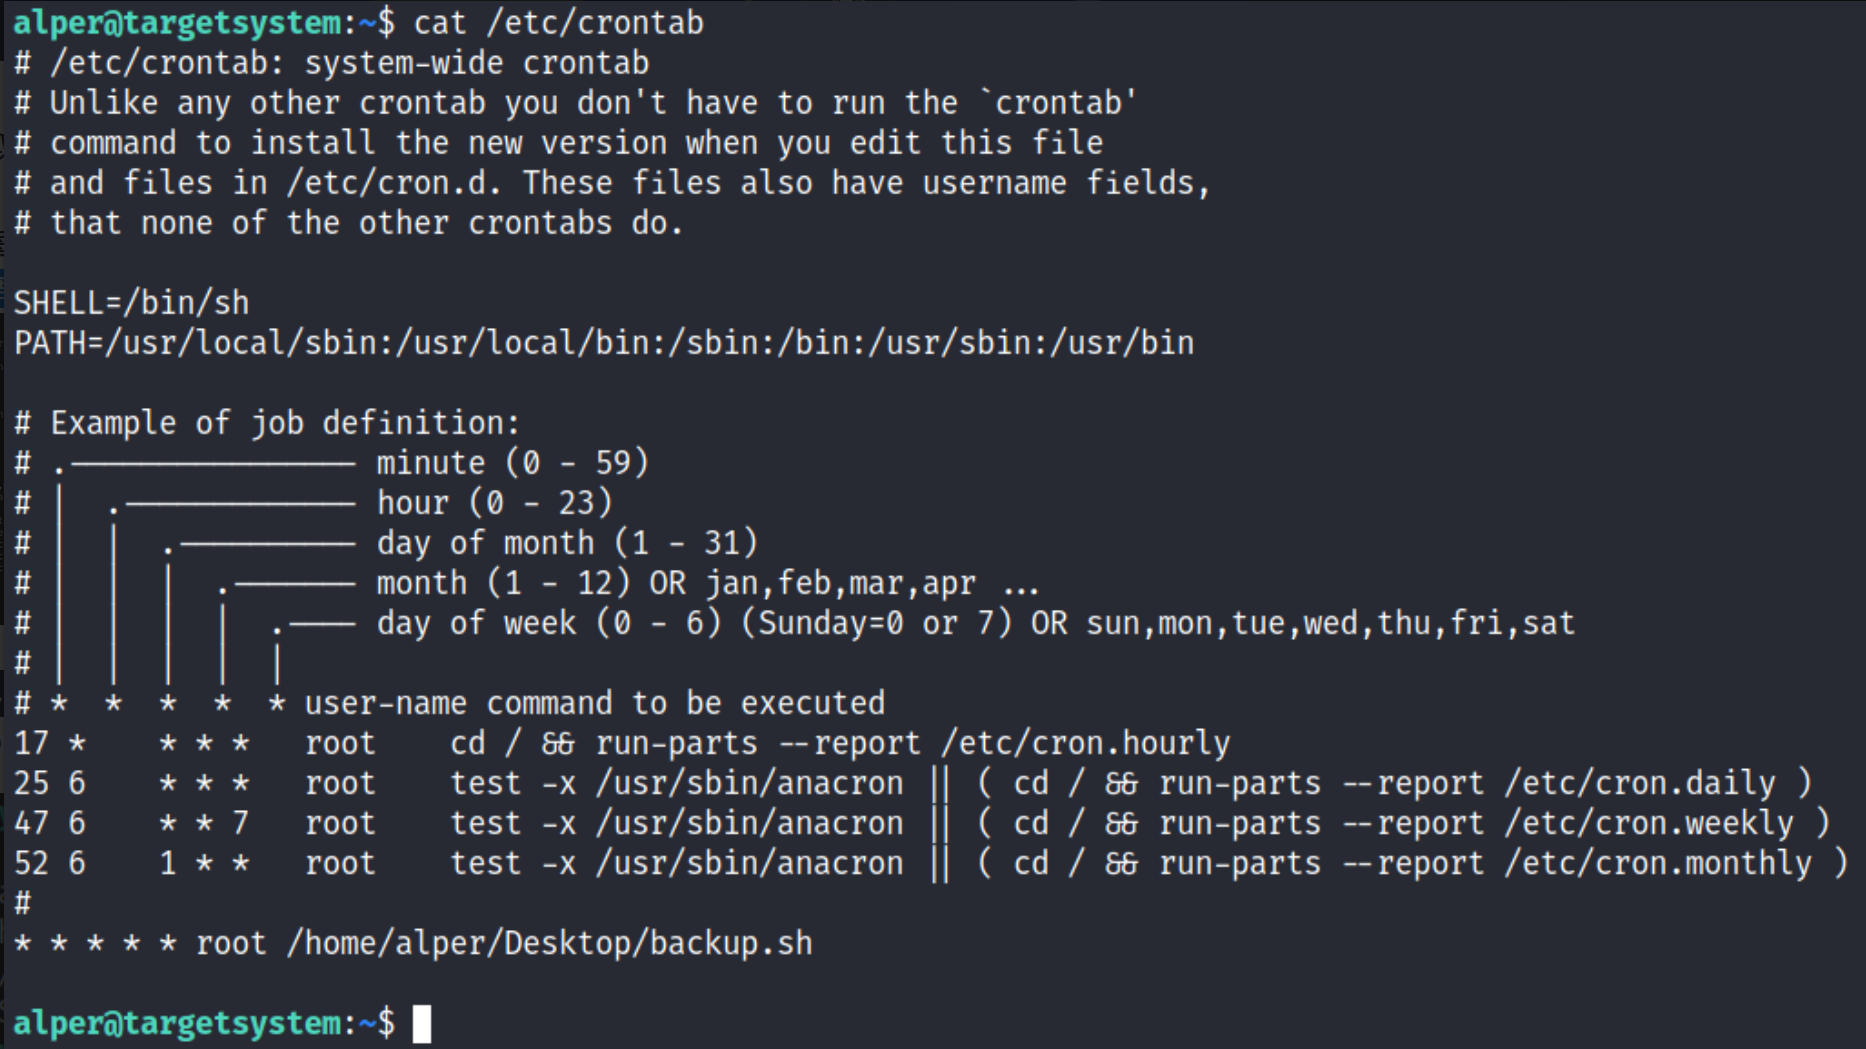 alper@targetsystem:~$ cat /etc/crontab
# /etc/crontab: system-wide crontab
# Unlike any other crontab you don't have to run the `crontab'
# command to install the new version when you edit this file
# and files in /etc/cron.d. These files also have username fields,
# that none of the other crontabs do.

SHELL=/bin/sh
PATH=/usr/local/sbin:/usr/local/bin:/sbin:/bin:/usr/sbin:/usr/bin

# Example of job definition:
# .---------------- minute (0 - 59)
# |  .------------- hour (0 - 23)
# |  |  .---------- day of month (1 - 31)
# |  |  |  .------- month (1 - 12) OR jan,feb,mar,apr ...
# |  |  |  |  .---- day of week (0 - 6) (Sunday=0 or 7) OR sun,mon,tue,wed,thu,fri,sat
# |  |  |  |  |
# *  *  *  *  * user-name command to be executed
17 *    * * *   root    cd / && run-parts --report /etc/cron.hourly
25 6    * * *   root    test -x /usr/sbin/anacron || ( cd / && run-parts --report /etc/cron.daily )
47 6    * * 7   root    test -x /usr/sbin/anacron || ( cd / && run-parts --report /etc/cron.weekly )
52 6    1 * *   root    test -x /usr/sbin/anacron || ( cd / && run-parts --report /etc/cron.monthly )
#
* * * * * root /home/alper/Desktop/backup.sh

alper@targetsystem:~$